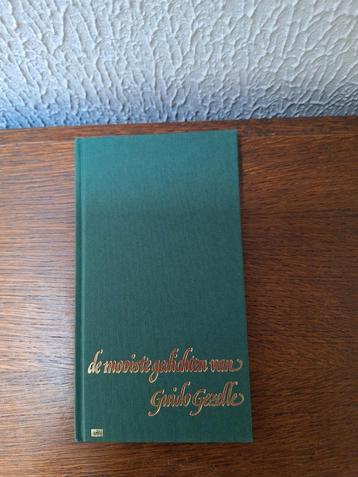 de mooiste gedichten van
Guido Gezelle